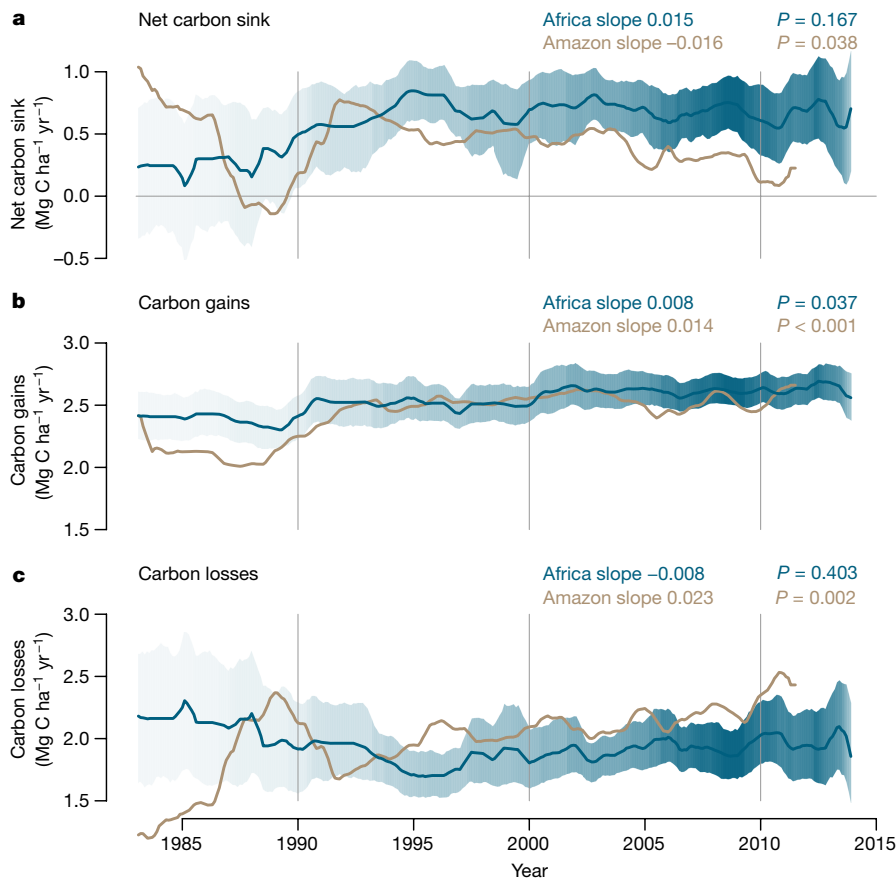 a Net carbon sink Africa slope 0.015 P = 0.167
Amazon slope −0.016 P = 0.038
Net carbon sink
(Mg C ha⁻¹ yr⁻¹)
1.0
0.5
0.0
−0.5
b Carbon gains Africa slope 0.008 P = 0.037
Amazon slope 0.014 P < 0.001
Carbon gains
(Mg C ha⁻¹ yr⁻¹)
3.0
2.5
2.0
1.5
c Carbon losses Africa slope −0.008 P = 0.403
Amazon slope 0.023 P = 0.002
Carbon losses
(Mg C ha⁻¹ yr⁻¹)
3.0
2.5
2.0
1.5
1985 1990 1995 2000 2005 2010 2015
Year